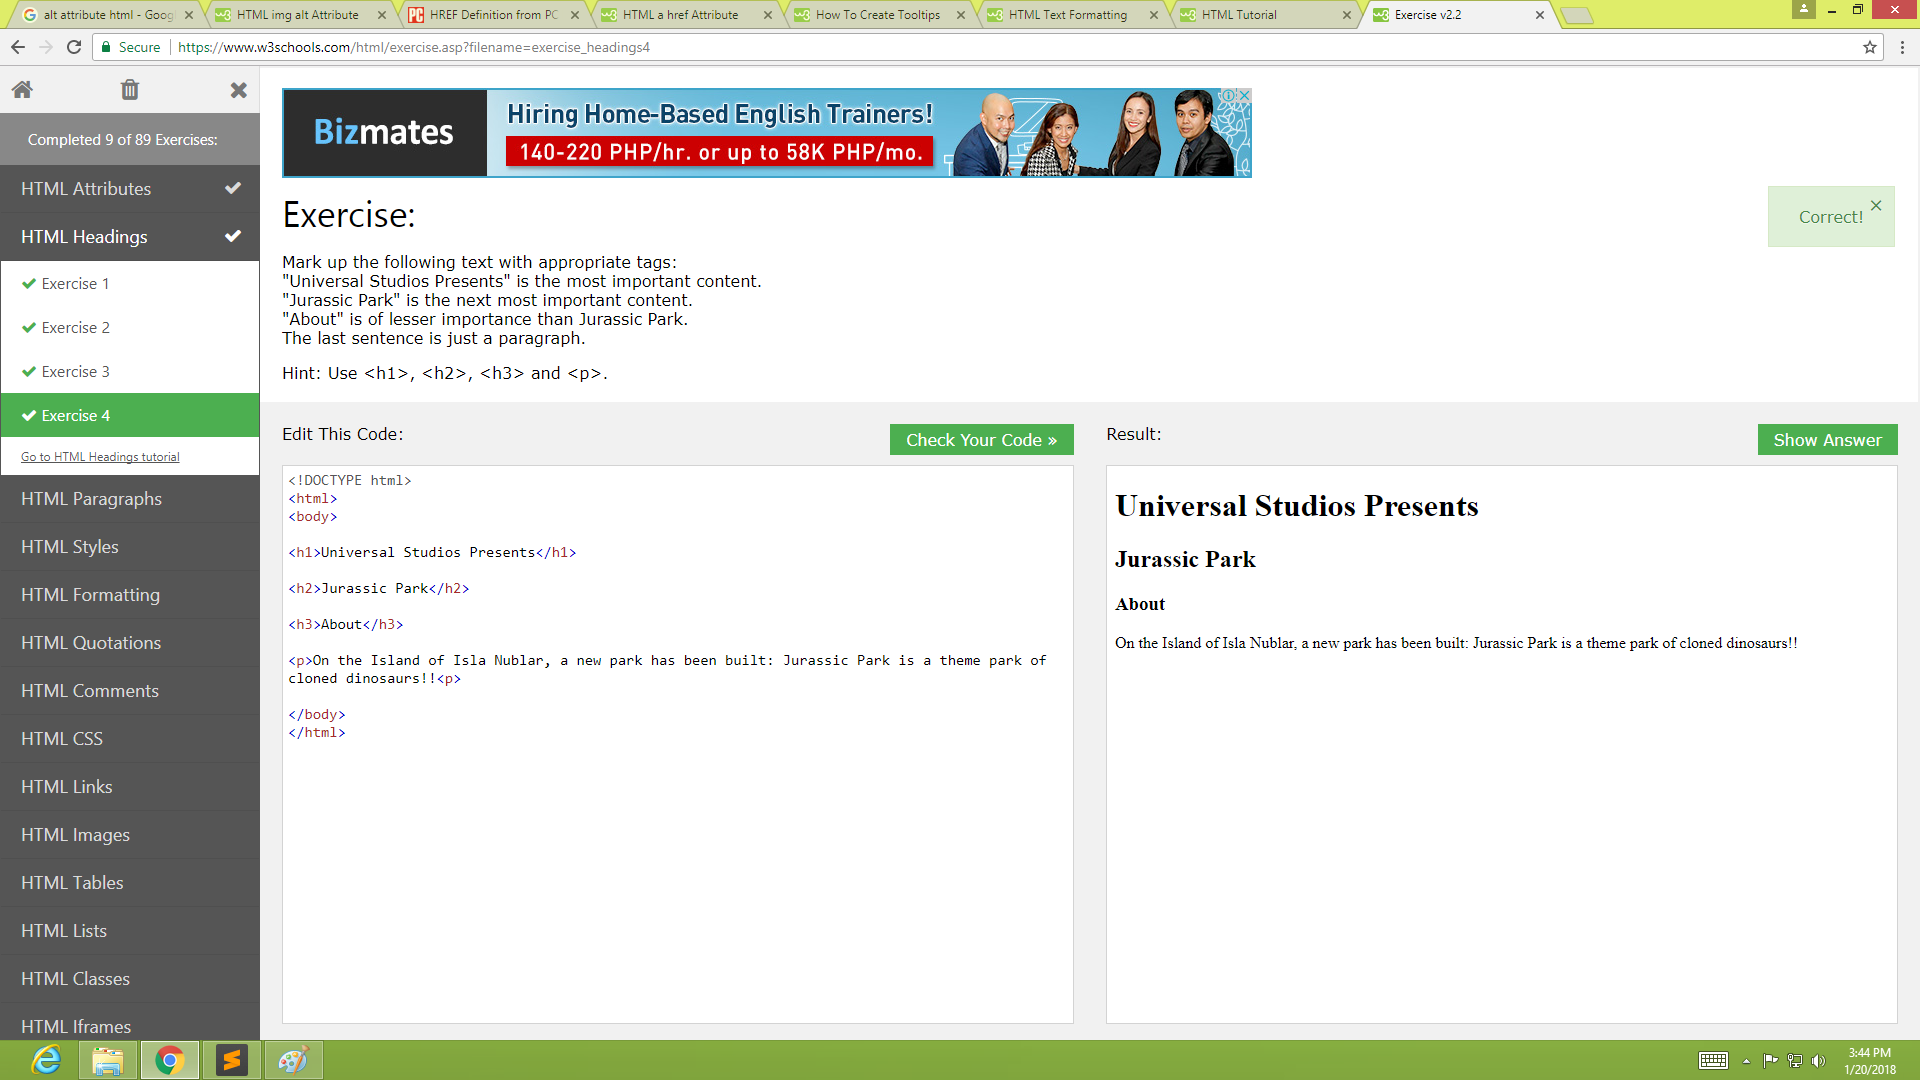 alt attribute html - Goog
HTML img alt Attribute
HREF Definition from PC
HTML a href Attribute
How To Create Tooltips
HTML Text Formatting
HTML Tutorial
Exercise v2.2
Secure
https://www.w3schools.com/html/exercise.asp?filename=exercise_headings4
Completed 9 of 89 Exercises:
HTML Attributes
HTML Headings
Exercise 1
Exercise 2
Exercise 3
Exercise 4
Go to HTML Headings tutorial
HTML Paragraphs
HTML Styles
HTML Formatting
HTML Quotations
HTML Comments
HTML CSS
HTML Links
HTML Images
HTML Tables
HTML Lists
HTML Classes
HTML Iframes
Bizmates
Hiring Home-Based English Trainers!
140-220 PHP/hr. or up to 58K PHP/mo.
Exercise:
Correct!
Mark up the following text with appropriate tags:
"Universal Studios Presents" is the most important content.
"Jurassic Park" is the next most important content.
"About" is of lesser importance than Jurassic Park.
The last sentence is just a paragraph.
Hint: Use <h1>, <h2>, <h3> and <p>.
Edit This Code:
Check Your Code »
<!DOCTYPE html>
<html>
<body>
<h1>Universal Studios Presents</h1>
<h2>Jurassic Park</h2>
<h3>About</h3>
<p>On the Island of Isla Nublar, a new park has been built: Jurassic Park is a theme park of
cloned dinosaurs!!<p>
</body>
</html>
Result:
Show Answer
Universal Studios Presents
Jurassic Park
About
On the Island of Isla Nublar, a new park has been built: Jurassic Park is a theme park of cloned dinosaurs!!
3:44 PM
1/20/2018